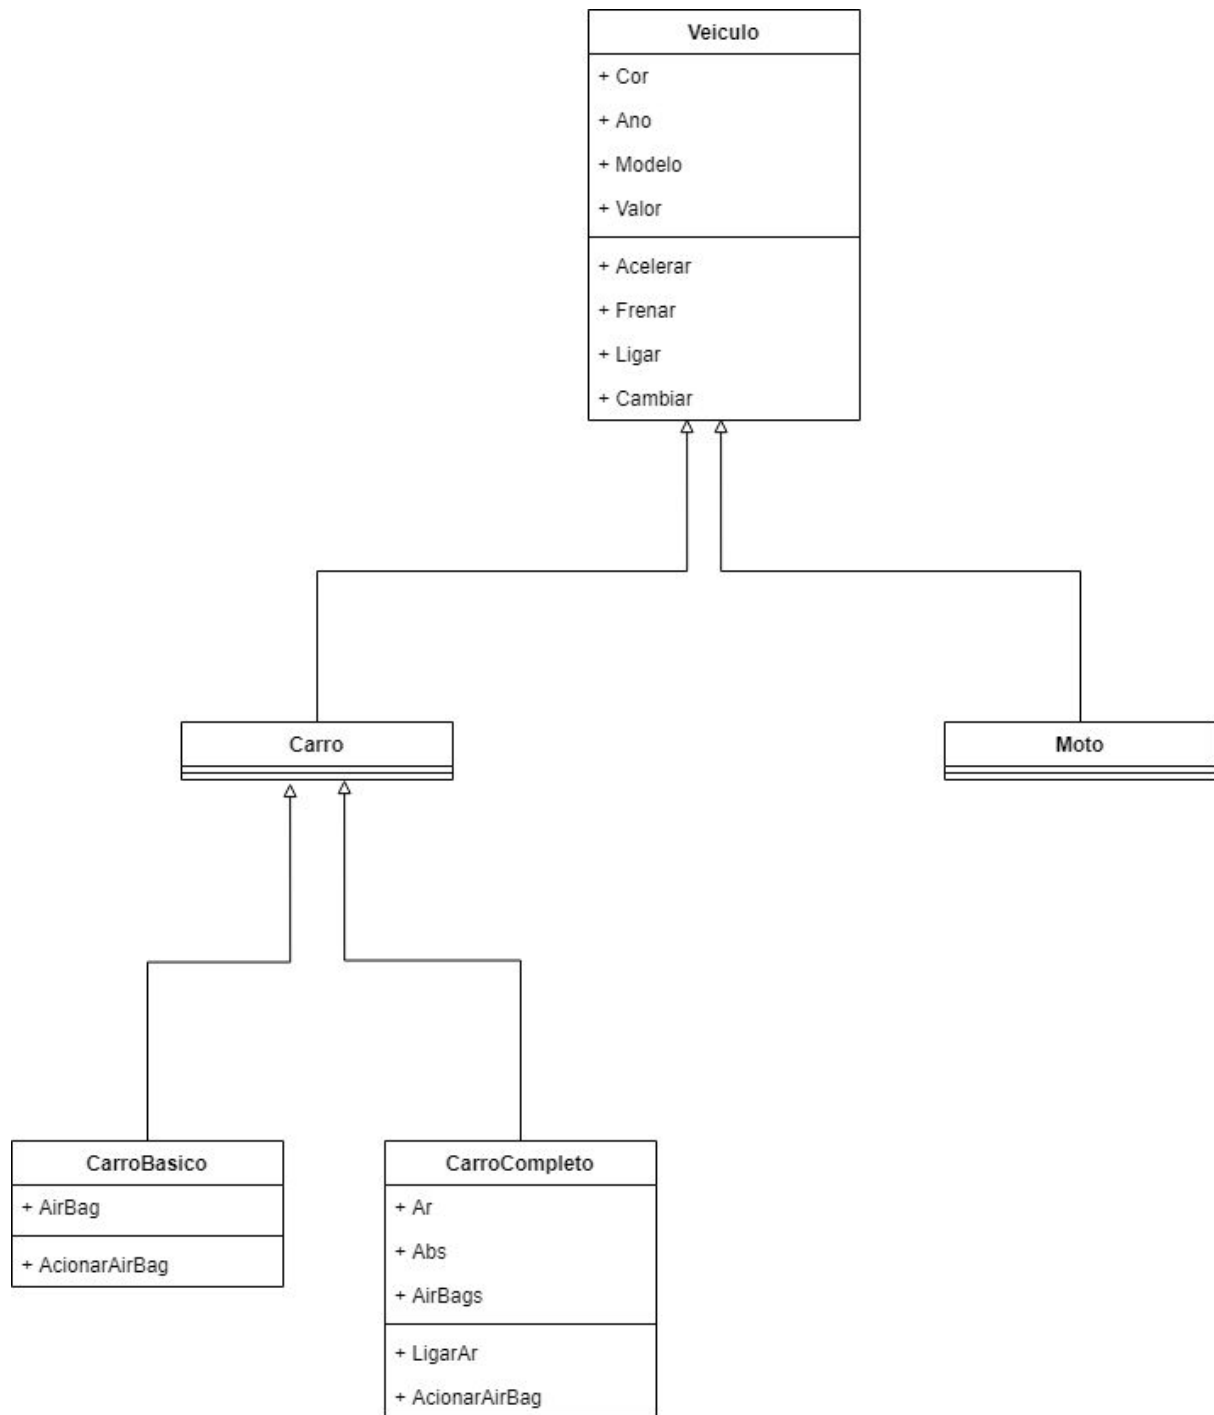 Veiculo
+ Cor
+ Ano
+ Modelo
+ Valor
+ Acelerar
+ Frenar
+ Ligar
+ Cambiar
Carro
Moto
CarroBasico
+ AirBag
+ AcionarAirBag
CarroCompleto
+ Ar
+ Abs
+ AirBags
+ LigarAr
+ AcionarAirBag